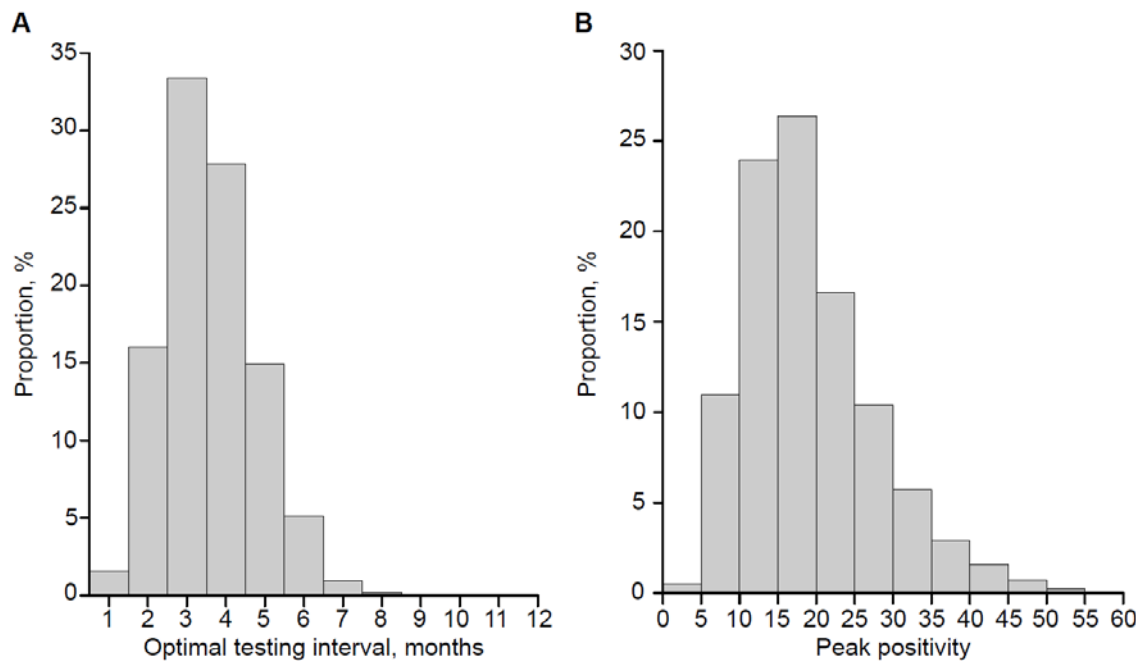 A
35
30
25
20
15
10
5
0
Proportion, %
1 2 3 4 5 6 7 8 9 10 11 12
Optimal testing interval, months
B
30
25
20
15
10
5
0
Proportion, %
0 5 10 15 20 25 30 35 40 45 50 55 60
Peak positivity